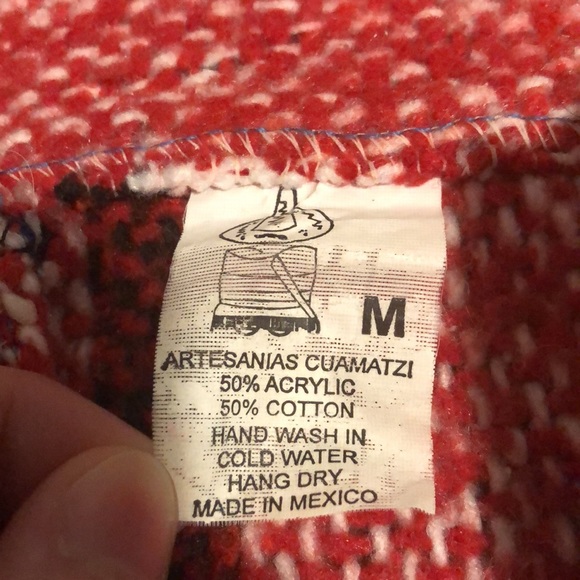 M
ARTESANIAS CUAMATZI
50% ACRYLIC
50% COTTON
HAND WASH IN
COLD WATER
HANG DRY
MADE IN MEXICO